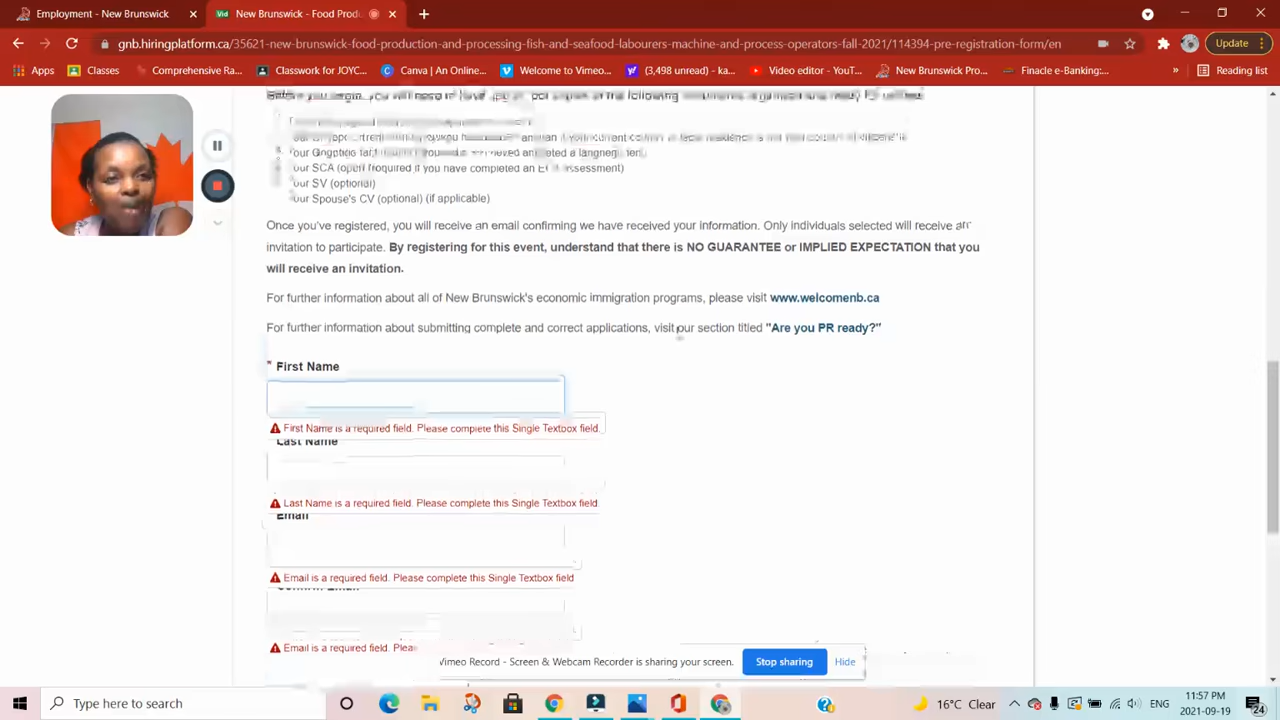 Employment - New Brunswick
New Brunswick - Food Produ
Update
gnb.hiringplatform.ca/35621-new-brunswick-food-production-and-processing-fish-and-seafood-labourers-machine-and-process-operators-fall-2021/114394-pre-registration-form/en
Apps
Classes
Comprehensive Ra...
Classwork for JOYC...
Canva | An Online...
Welcome to Vimeo...
(3,498 unread) - ka...
Video editor - YouT...
New Brunswick Pro...
Finacle e-Banking:...
»
Reading list
our SCA (open required if you have completed an assessment)
our SV (optional)
our Spouse's CV (optional) (if applicable)
Once you've registered, you will receive an email confirming we have received your information. Only individuals selected will receive an
invitation to participate. By registering for this event, understand that there is NO GUARANTEE or IMPLIED EXPECTATION that you
will receive an invitation.
For further information about all of New Brunswick's economic immigration programs, please visit www.welcomenb.ca
For further information about submitting complete and correct applications, visit our section titled "Are you PR ready?"
* First Name
First Name is a required field. Please complete this Single Textbox field.
Last Name
Last Name is a required field. Please complete this Single Textbox field.
Email
Email is a required field. Please complete this Single Textbox field
Confirm Email
Email is a required field. Plea
Vimeo Record - Screen & Webcam Recorder is sharing your screen.
Stop sharing
Hide
Type here to search
16°C Clear
ENG
11:57 PM
2021-09-19
24